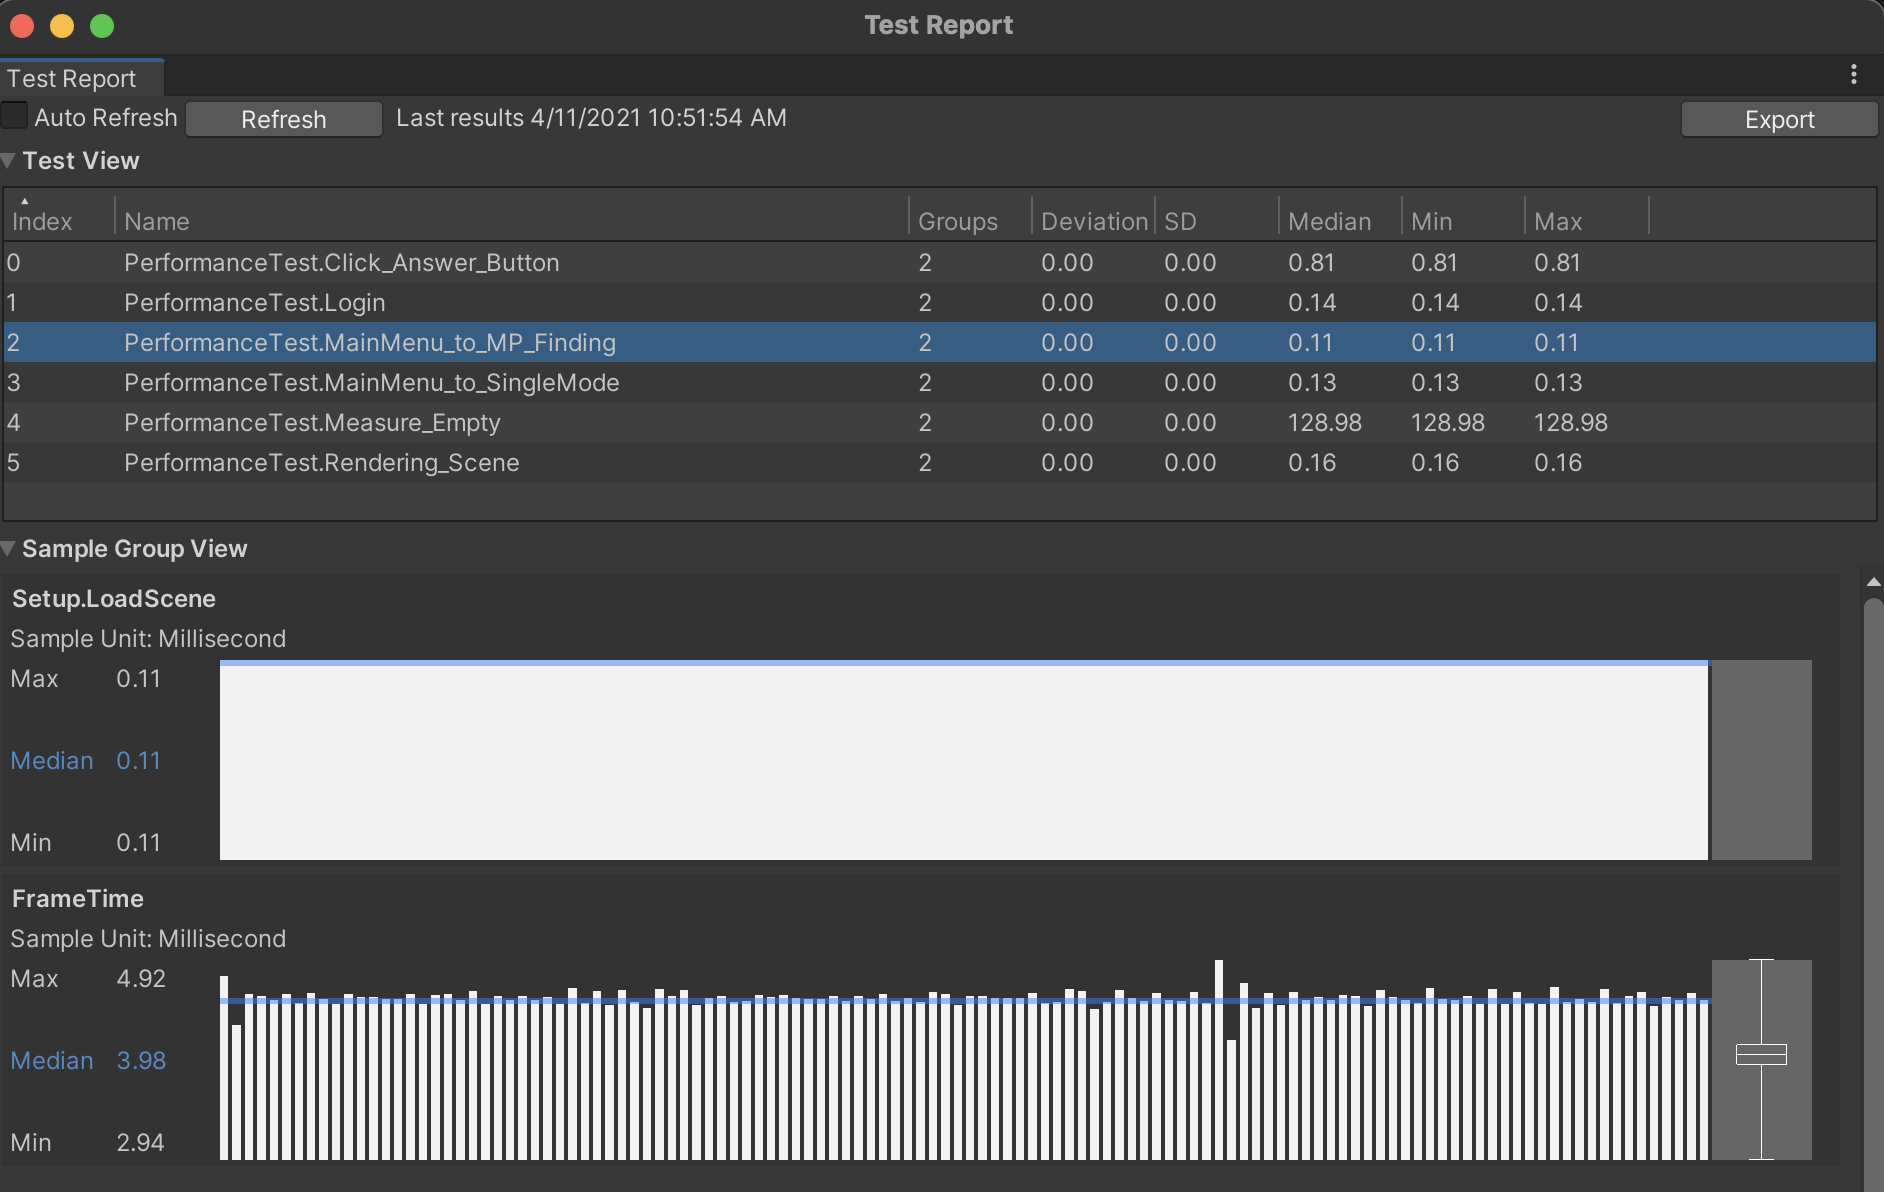 Test Report
Test Report
Auto Refresh Refresh Last results 4/11/2021 10:51:54 AM Export
Test View
Index Name Groups Deviation SD Median Min Max
0 PerformanceTest.Click_Answer_Button 2 0.00 0.00 0.81 0.81 0.81
1 PerformanceTest.Login 2 0.00 0.00 0.14 0.14 0.14
2 PerformanceTest.MainMenu_to_MP_Finding 2 0.00 0.00 0.11 0.11 0.11
3 PerformanceTest.MainMenu_to_SingleMode 2 0.00 0.00 0.13 0.13 0.13
4 PerformanceTest.Measure_Empty 2 0.00 0.00 128.98 128.98 128.98
5 PerformanceTest.Rendering_Scene 2 0.00 0.00 0.16 0.16 0.16
Sample Group View
Setup.LoadScene
Sample Unit: Millisecond
Max 0.11
Median 0.11
Min 0.11
FrameTime
Sample Unit: Millisecond
Max 4.92
Median 3.98
Min 2.94